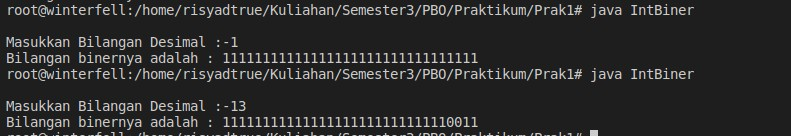 root@winterfell:/home/risyadtrue/Kuliahan/Semester3/PBO/Praktikum/Prak1# java IntBiner
Masukkan Bilangan Desimal :-1
Bilangan binernya adalah : 11111111111111111111111111111111
root@winterfell:/home/risyadtrue/Kuliahan/Semester3/PBO/Praktikum/Prak1# java IntBiner
Masukkan Bilangan Desimal :-13
Bilangan binernya adalah : 11111111111111111111111111110011
root@winterfell:/home/risyadtrue/Kuliahan/Semester3/PBO/Praktikum/Prak1#